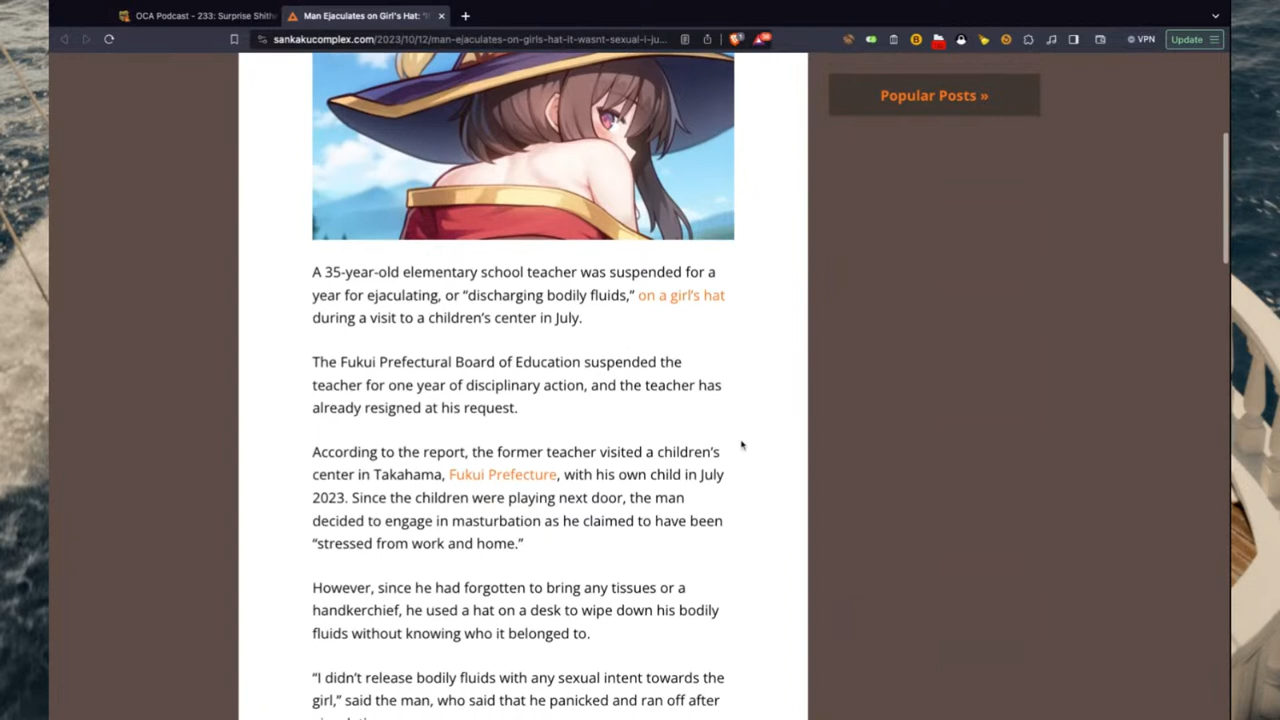 OCA Podcast - 233: Surprise Shith
Man Ejaculates on Girl's Hat: "
sankakucomplex.com/2023/10/12/man-ejaculates-on-girls-hat-it-wasnt-sexual-i-ju...
VPN
Update
Popular Posts »
A 35-year-old elementary school teacher was suspended for a
year for ejaculating, or “discharging bodily fluids,” on a girl’s hat
during a visit to a children’s center in July.
The Fukui Prefectural Board of Education suspended the
teacher for one year of disciplinary action, and the teacher has
already resigned at his request.
According to the report, the former teacher visited a children’s
center in Takahama, Fukui Prefecture, with his own child in July
2023. Since the children were playing next door, the man
decided to engage in masturbation as he claimed to have been
“stressed from work and home.”
However, since he had forgotten to bring any tissues or a
handkerchief, he used a hat on a desk to wipe down his bodily
fluids without knowing who it belonged to.
“I didn’t release bodily fluids with any sexual intent towards the
girl,” said the man, who said that he panicked and ran off after